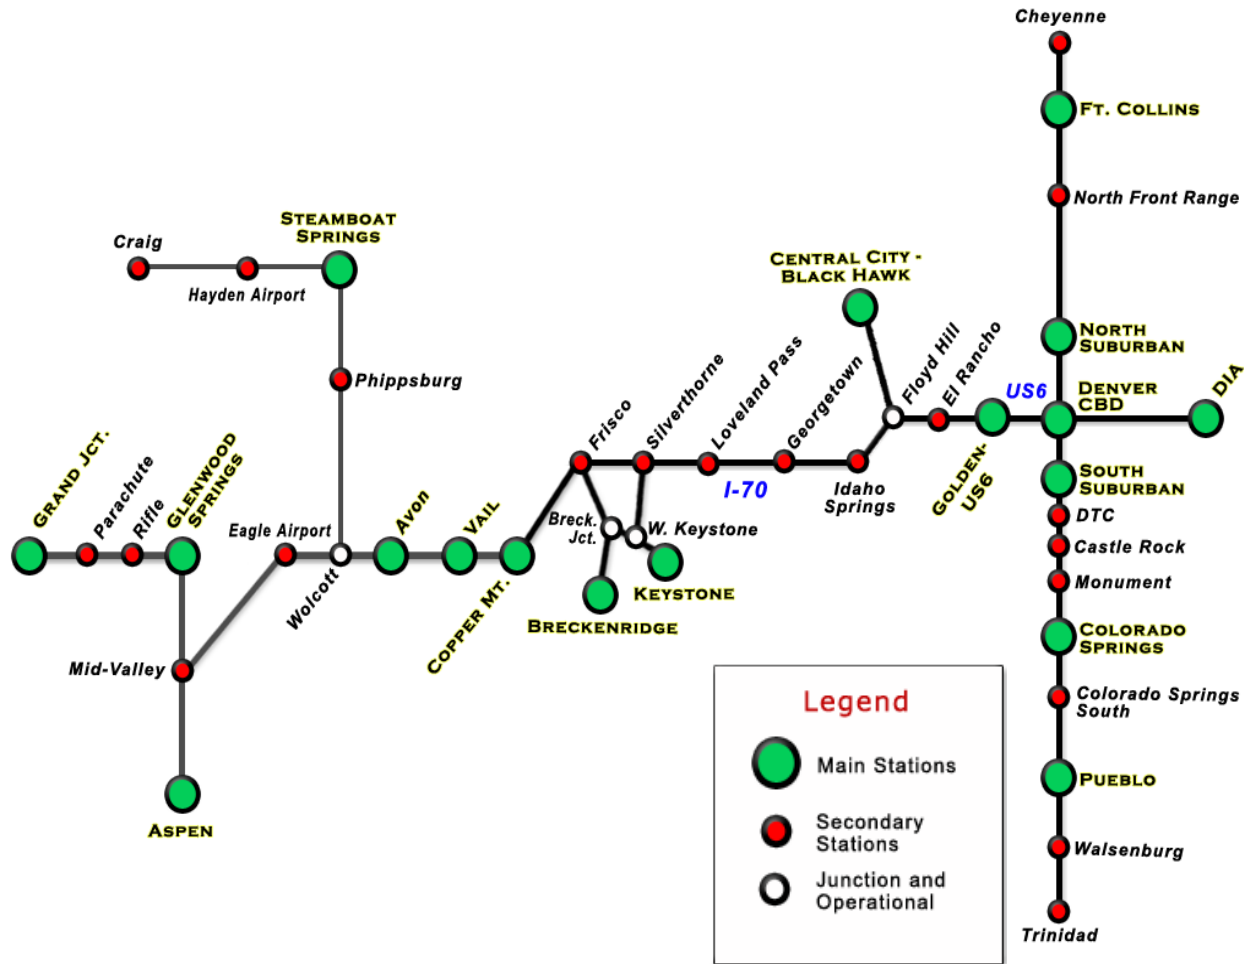 Cheyenne
FT. COLLINS
North Front Range
STEAMBOAT
SPRINGS
Craig
Hayden Airport
CENTRAL CITY -
BLACK HAWK
NORTH
SUBURBAN
Phippsburg
Frisco
Silverthorne
Loveland Pass
Georgetown
Floyd Hill
El Rancho
US6
DENVER
CBD
DIA
I-70
Idaho
Springs
GOLDEN-
US6
SOUTH
SUBURBAN
DTC
Castle Rock
Monument
GRAND JCT.
Parachute
Rifle
GLENWOOD
SPRINGS
Eagle Airport
Wolcott
Avon
VAIL
COPPER MT.
Breck.
Jct.
W. Keystone
KEYSTONE
BRECKENRIDGE
COLORADO
SPRINGS
Mid-Valley
Colorado Springs
South
ASPEN
PUEBLO
Walsenburg
Trinidad
Legend
Main Stations
Secondary
Stations
Junction and
Operational